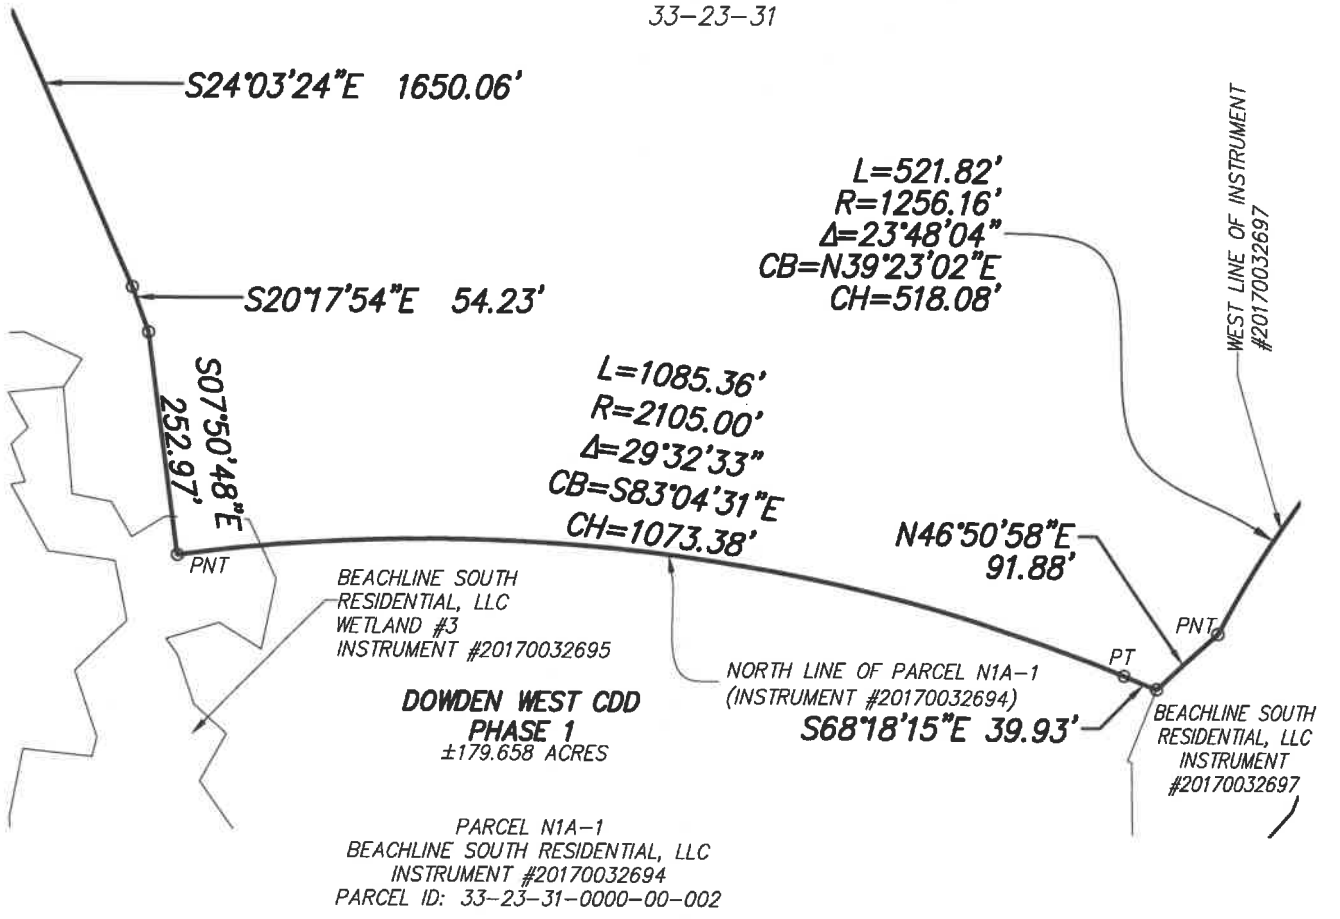 33-23-31
S24°03'24"E 1650.06'
WEST LINE OF INSTRUMENT
#20170032697
L=521.82'
R=1256.16'
Δ=23°48'04"
CB=N39°23'02"E
CH=518.08'
S20°17'54"E 54.23'
S07°50'48"E
252.97'
L=1085.36'
R=2105.00'
Δ=29°32'33"
CB=S83°04'31"E
CH=1073.38'
N46°50'58"E
91.88'
PNT
BEACHLINE SOUTH
RESIDENTIAL, LLC
WETLAND #3
INSTRUMENT #20170032695
PNT
PT
NORTH LINE OF PARCEL N1A-1
(INSTRUMENT #20170032694)
S68°18'15"E 39.93'
DOWDEN WEST CDD
PHASE 1
±179.658 ACRES
BEACHLINE SOUTH
RESIDENTIAL, LLC
INSTRUMENT
#20170032697
PARCEL N1A-1
BEACHLINE SOUTH RESIDENTIAL, LLC
INSTRUMENT #20170032694
PARCEL ID: 33-23-31-0000-00-002